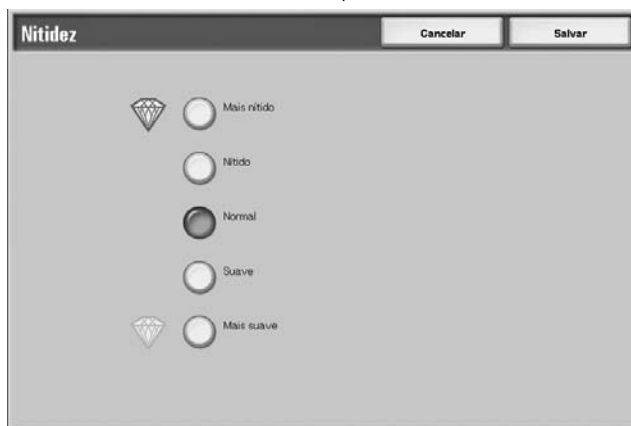 Nitidez
Cancelar
Salvar
Mais nítido
Nítido
Normal
Suave
Mais suave